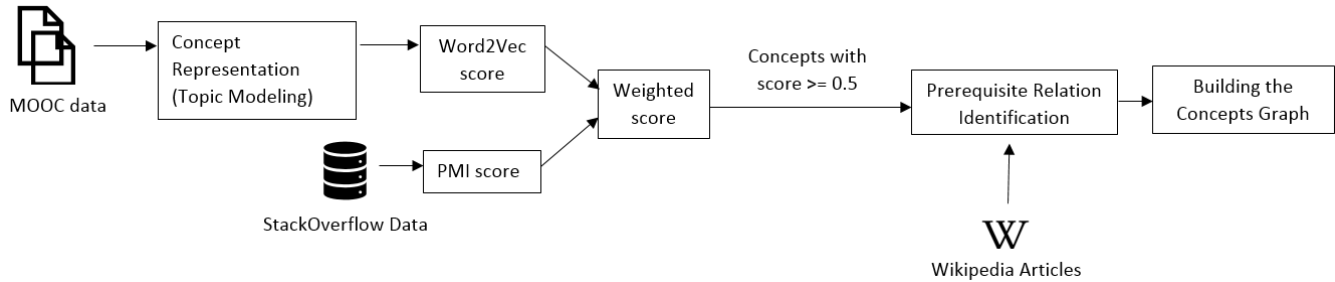 MOOC data
Concept
Representation
(Topic Modeling)
Word2Vec
score
StackOverflow Data
PMI score
Weighted
score
Concepts with
score >= 0.5
Prerequisite Relation
Identification
W
Wikipedia Articles
Building the
Concepts Graph